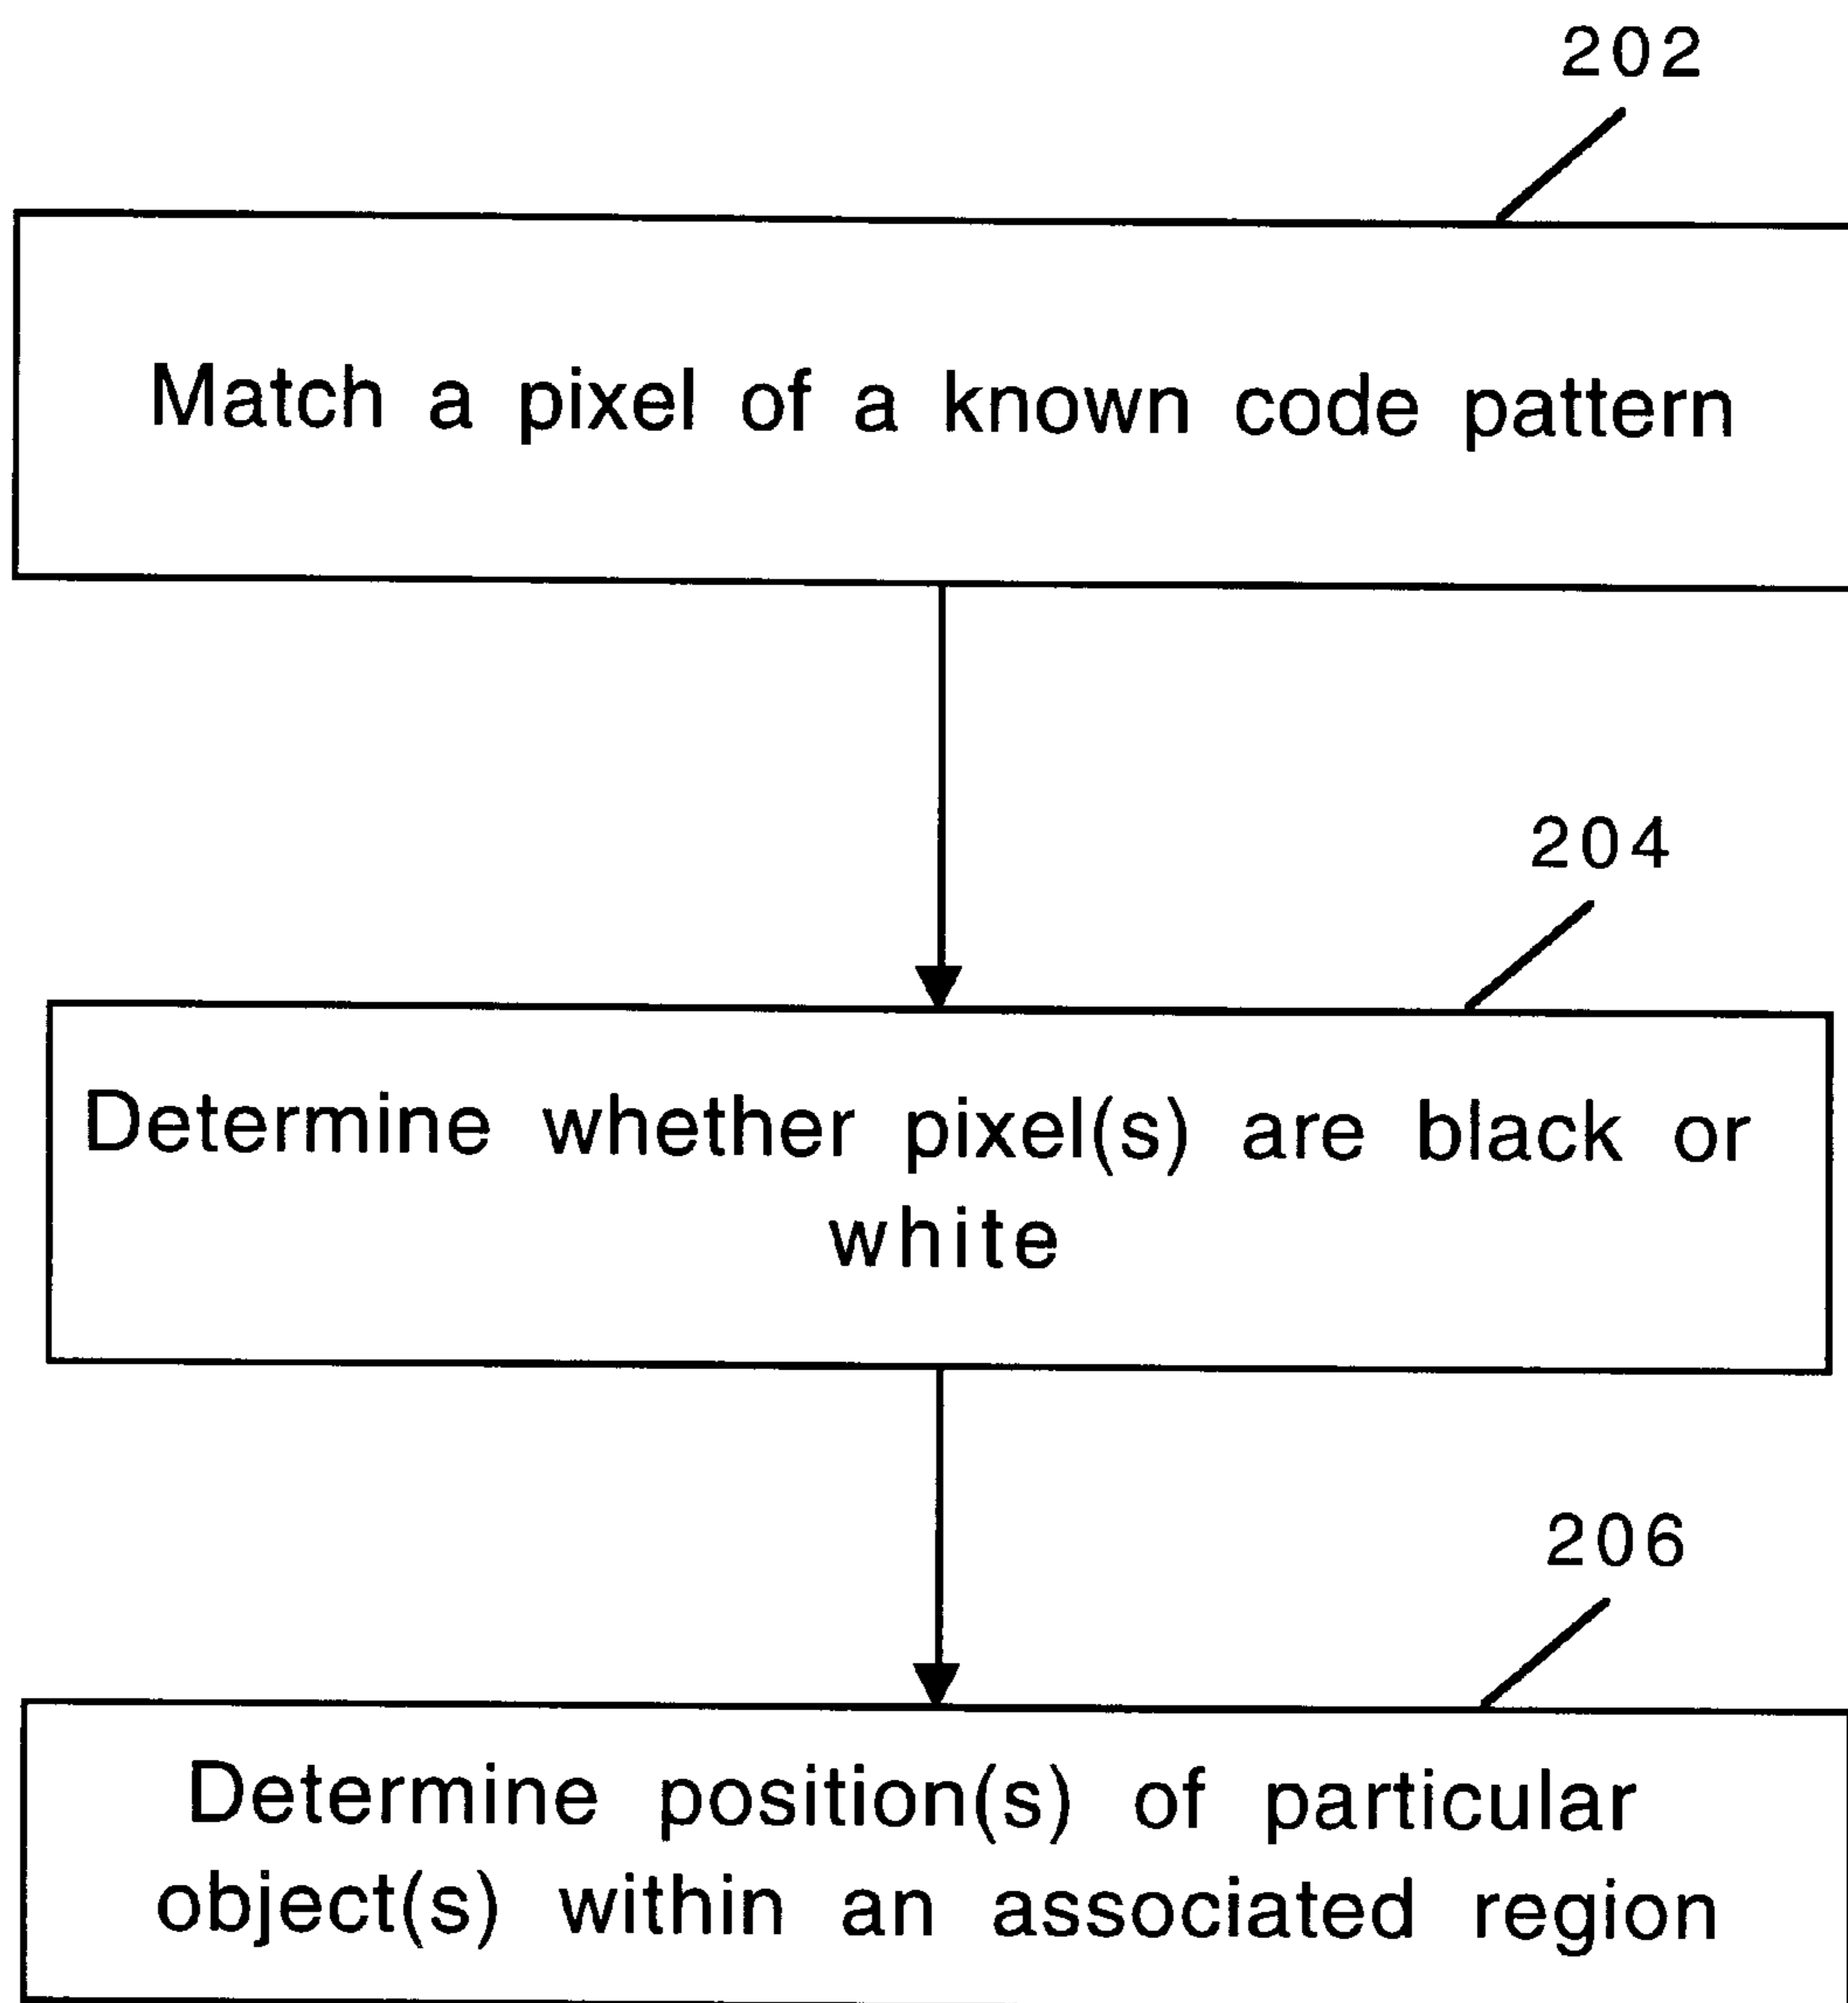 202
Match a pixel of a known code pattern
204
Determine whether pixel(s) are black or
white
206
Determine position(s) of particular
object(s) within an associated region